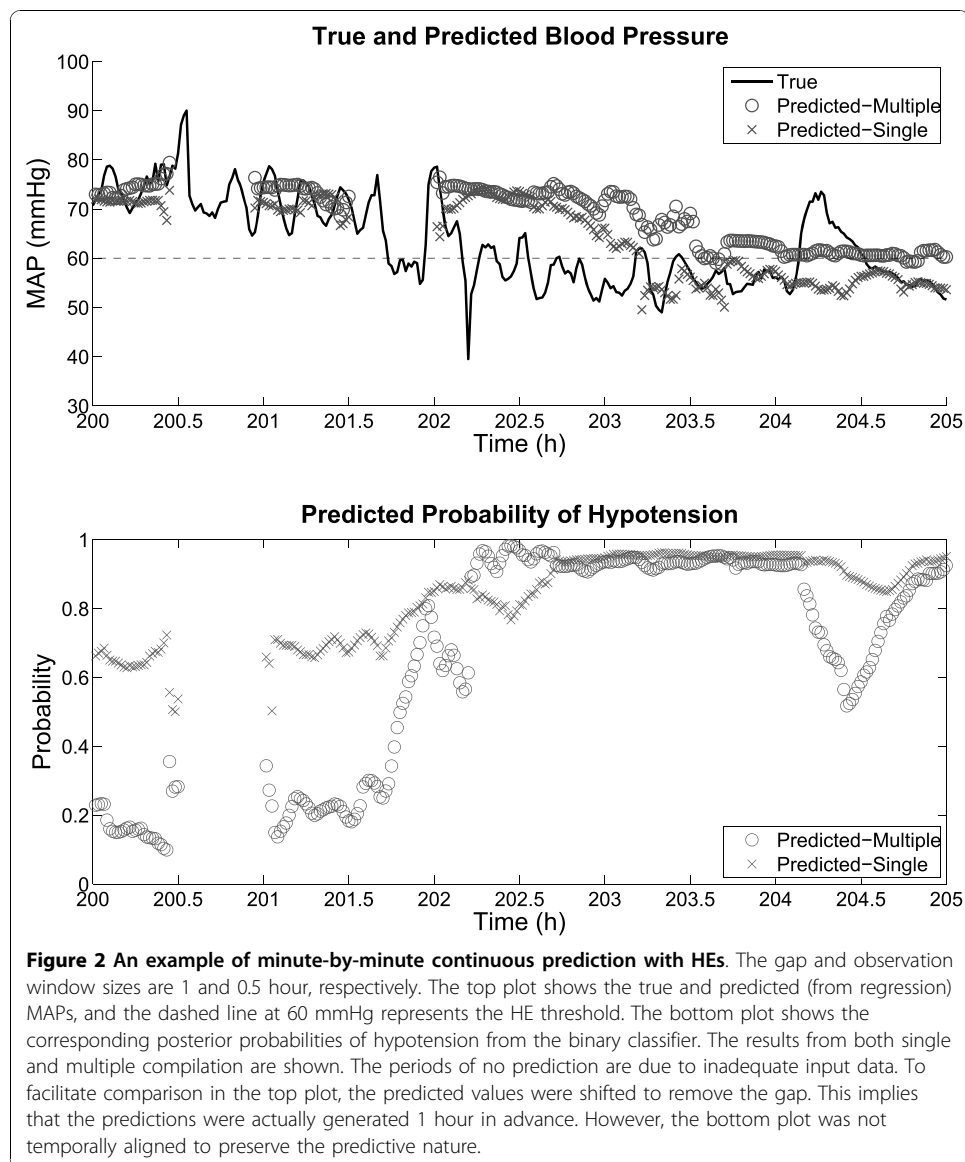 True and Predicted Blood Pressure
100
90
80
70
60
50
40
30
MAP (mmHg)
True
Predicted−Multiple
Predicted−Single
200 200.5 201 201.5 202 202.5 203 203.5 204 204.5 205
Time (h)
Predicted Probability of Hypotension
1
0.8
0.6
0.4
0.2
0
Probability
Predicted−Multiple
Predicted−Single
200 200.5 201 201.5 202 202.5 203 203.5 204 204.5 205
Time (h)
Figure 2 An example of minute-by-minute continuous prediction with HEs. The gap and observation
window sizes are 1 and 0.5 hour, respectively. The top plot shows the true and predicted (from regression)
MAPs, and the dashed line at 60 mmHg represents the HE threshold. The bottom plot shows the
corresponding posterior probabilities of hypotension from the binary classifier. The results from both single
and multiple compilation are shown. The periods of no prediction are due to inadequate input data. To
facilitate comparison in the top plot, the predicted values were shifted to remove the gap. This implies
that the predictions were actually generated 1 hour in advance. However, the bottom plot was not
temporally aligned to preserve the predictive nature.